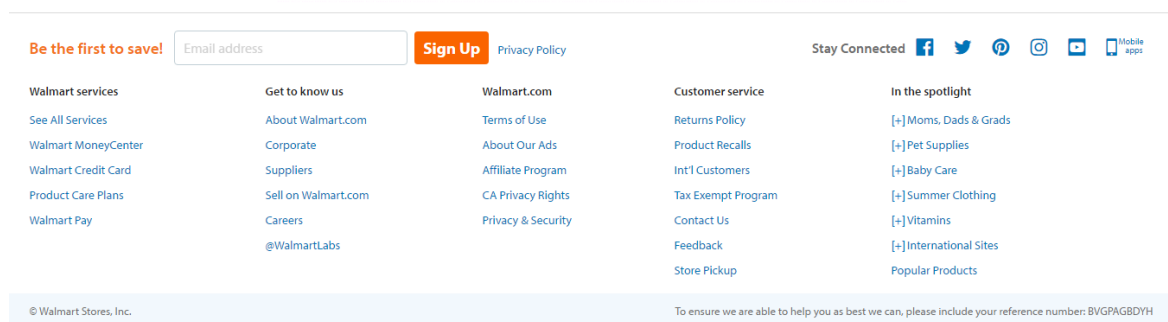 Be the first to save! Email address Sign Up Privacy Policy Stay Connected Mobile apps
Walmart services
See All Services
Walmart MoneyCenter
Walmart Credit Card
Product Care Plans
Walmart Pay
Get to know us
About Walmart.com
Corporate
Suppliers
Sell on Walmart.com
Careers
@WalmartLabs
Walmart.com
Terms of Use
About Our Ads
Affiliate Program
CA Privacy Rights
Privacy & Security
Customer service
Returns Policy
Product Recalls
Int'l Customers
Tax Exempt Program
Contact Us
Feedback
Store Pickup
In the spotlight
[+]Moms, Dads & Grads
[+]Pet Supplies
[+]Baby Care
[+]Summer Clothing
[+]Vitamins
[+]International Sites
Popular Products
© Walmart Stores, Inc.
To ensure we are able to help you as best we can, please include your reference number: BVGPAGBDYH